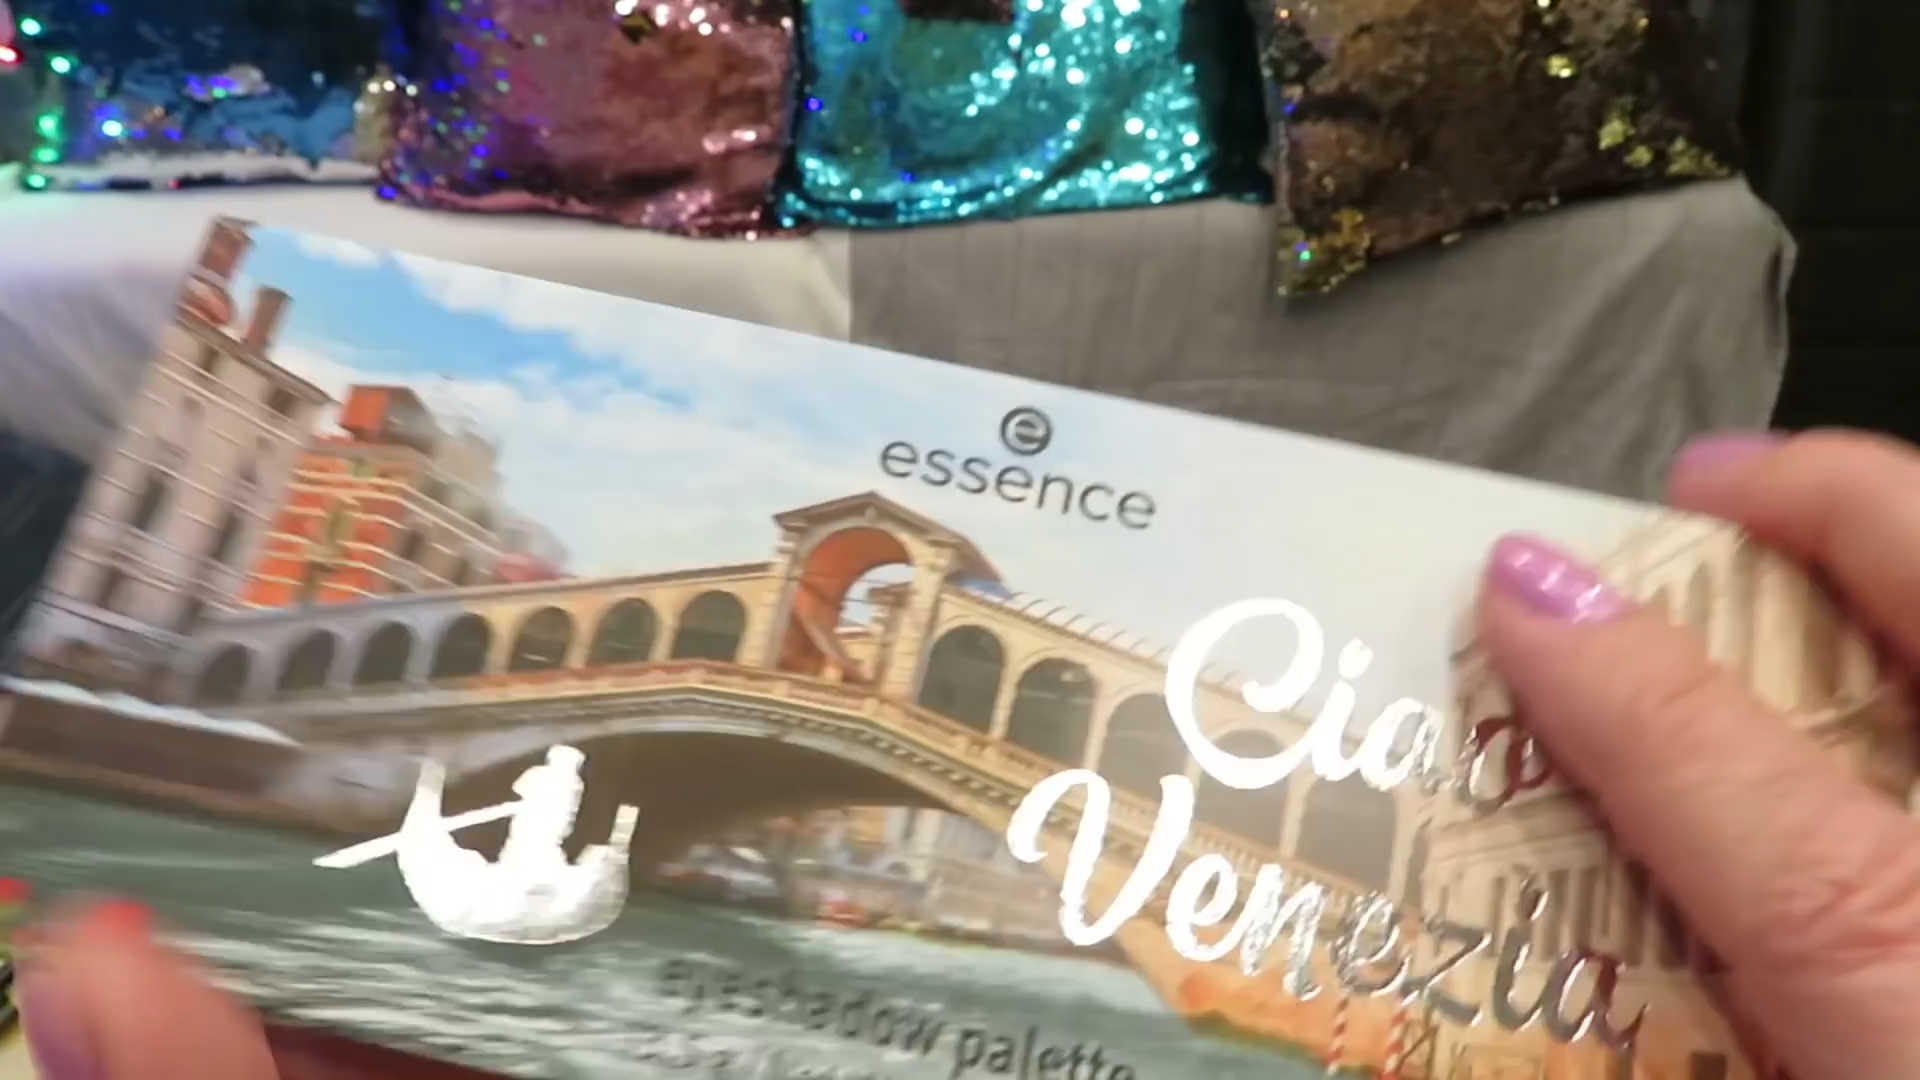 e
essence
Ciao
Venezia
eyeshadow palette